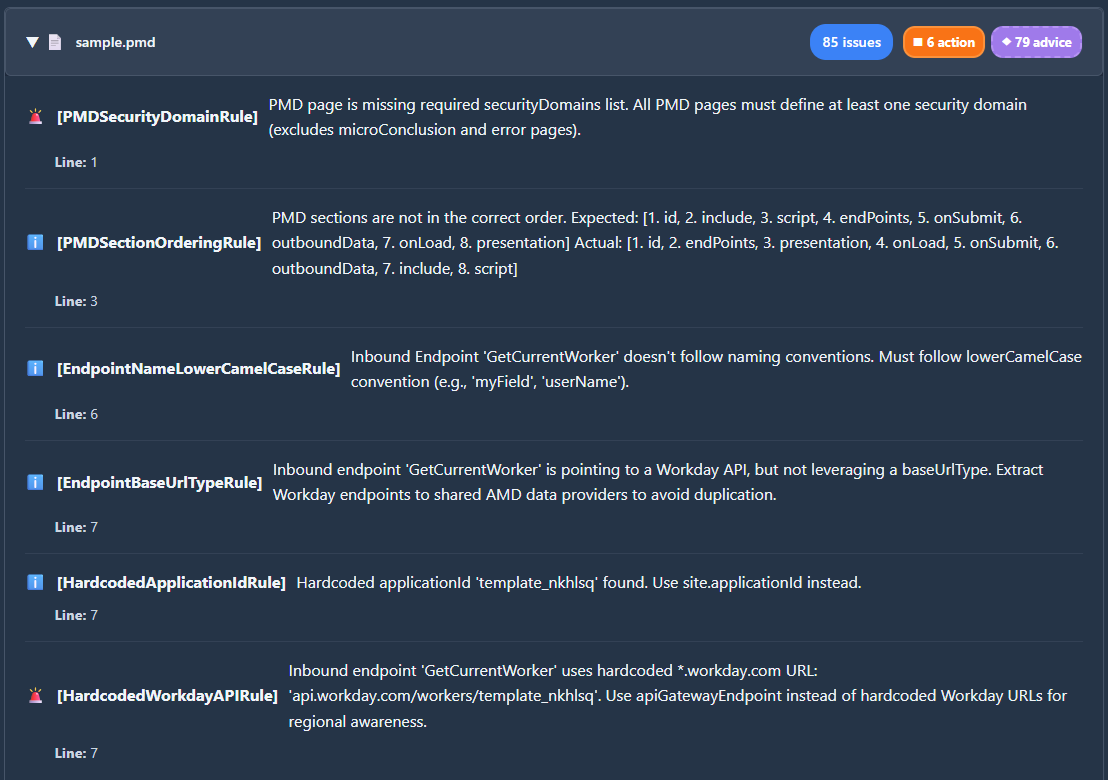 sample.pmd
85 issues
6 action
79 advice
[PMDSecurityDomainRule]
PMD page is missing required securityDomains list. All PMD pages must define at least one security domain
(excludes microConclusion and error pages).
Line: 1
[PMDSectionOrderingRule]
PMD sections are not in the correct order. Expected: [1. id, 2. include, 3. script, 4. endPoints, 5. onSubmit, 6.
outboundData, 7. onLoad, 8. presentation] Actual: [1. id, 2. endPoints, 3. presentation, 4. onLoad, 5. onSubmit, 6.
outboundData, 7. include, 8. script]
Line: 3
[EndpointNameLowerCamelCaseRule]
Inbound Endpoint 'GetCurrentWorker' doesn't follow naming conventions. Must follow lowerCamelCase
convention (e.g., 'myField', 'userName').
Line: 6
[EndpointBaseUrlTypeRule]
Inbound endpoint 'GetCurrentWorker' is pointing to a Workday API, but not leveraging a baseUrlType. Extract
Workday endpoints to shared AMD data providers to avoid duplication.
Line: 7
[HardcodedApplicationIdRule]
Hardcoded applicationId 'template_nkhlsq' found. Use site.applicationId instead.
Line: 7
[HardcodedWorkdayAPIRule]
Inbound endpoint 'GetCurrentWorker' uses hardcoded *.workday.com URL:
'api.workday.com/workers/template_nkhlsq'. Use apiGatewayEndpoint instead of hardcoded Workday URLs for
regional awareness.
Line: 7